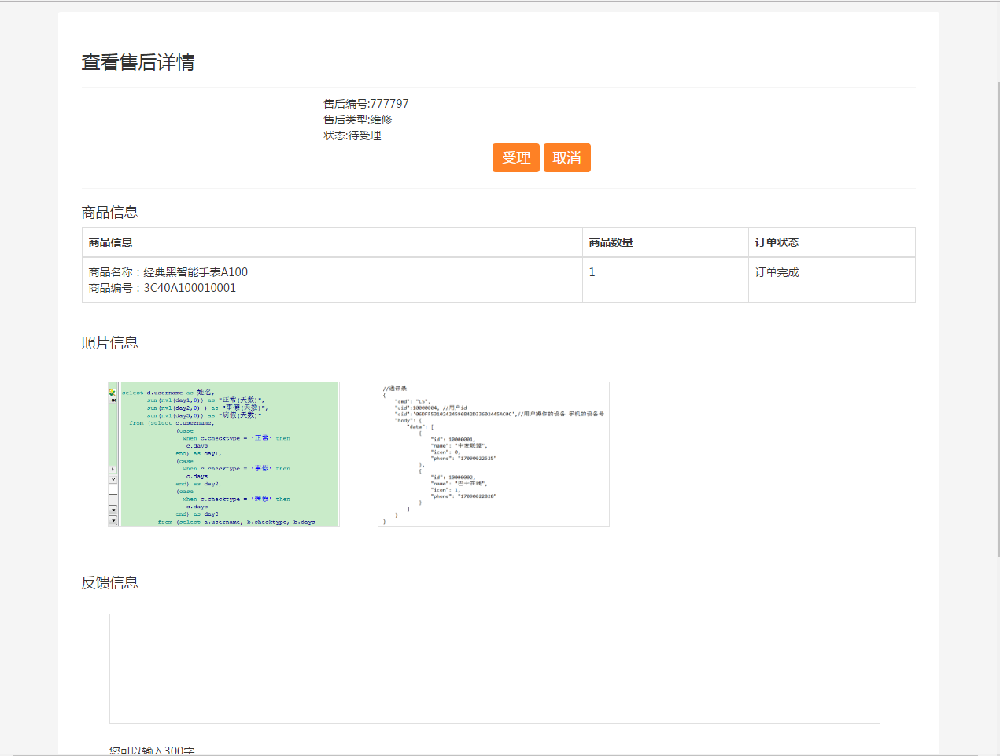 查看售后详情
售后编号:777797
售后类型:维修
状态:待受理
受理 取消
商品信息
商品信息 商品数量 订单状态
商品名称：经典黑智能手表A100 1 订单完成
商品编号：3C40A100010001
照片信息
select d.username as 姓名,
sum(nvl(day1,0)) as "正常(天数)",
sum(nvl(day2,0) ) as "事假(天数)",
sum(nvl(day3,0)) as "病假(天数)"
from (select c.username,
(case
when c.checktype = '正常' then
c.days
end) as day1,
(case
when c.checktype = '事假' then
c.days
end) as day2,
(case
when c.checktype = '病假' then
c.days
end) as day3
from (select a.username, b.checktype, b.days
//通讯录
{
"cmd": "L5",
"uid":10000004, //用户id
//用户操作的设备 手机的设备号
"body": {
"data": [
{
"id": 10000001,
"name": "中麦联盟",
"icon": 0,
"phone": "17090022525"
},
{
"id": 10000002,
"name": "巴士在线",
"icon": 1,
"phone": "17090022828"
}
]
}
}
反馈信息
您可以输入300字